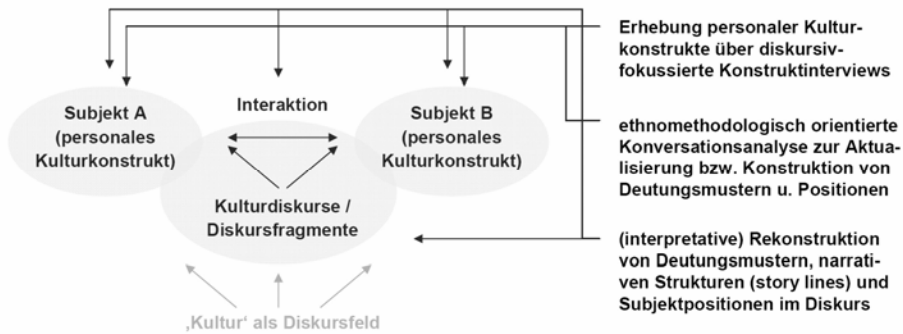 Erhebung personaler Kultur-
konstrukte über diskursiv-
fokussierte Konstruktinterviews
Subjekt A
(personales
Kulturkonstrukt)
Interaktion
Subjekt B
(personales
Kulturkonstrukt)
ethnomethodologisch orientierte
Konversationsanalyse zur Aktua-
lisierung bzw. Konstruktion von
Deutungsmustern u. Positionen
Kulturdiskurse /
Diskursfragmente
(interpretative) Rekonstruktion
von Deutungsmustern, narrati-
ven Strukturen (story lines) und
Subjektpositionen im Diskurs
‚Kultur‘ als Diskursfeld